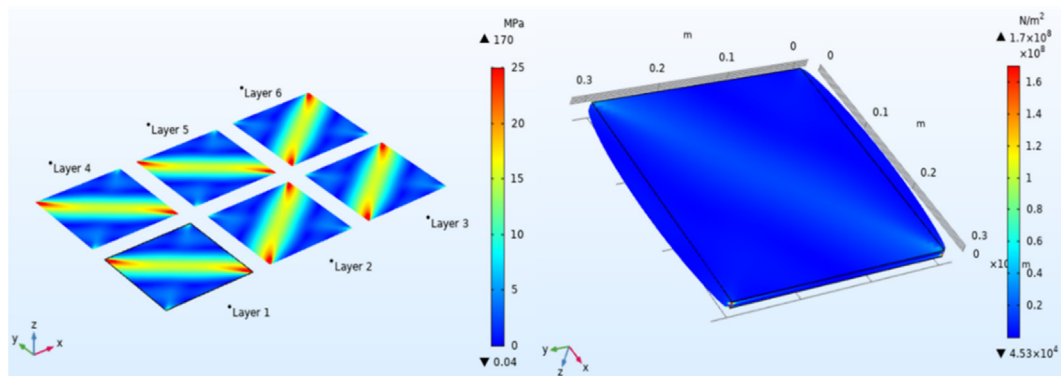 MPa
▲ 170
25
20
15
10
5
0
▼ 0.04
Layer 6
Layer 5
Layer 4
Layer 3
Layer 2
Layer 1
z
y
x
N/m²
▲ 1.7×10⁸
×10⁸
1.6
1.4
1.2
1
0.8
0.6
0.4
0.2
▼ 4.53×10⁴
m
0
0.1
0.2
0.3
0
0.1
m
0.2
0.3
0
×10
m
y
z
x